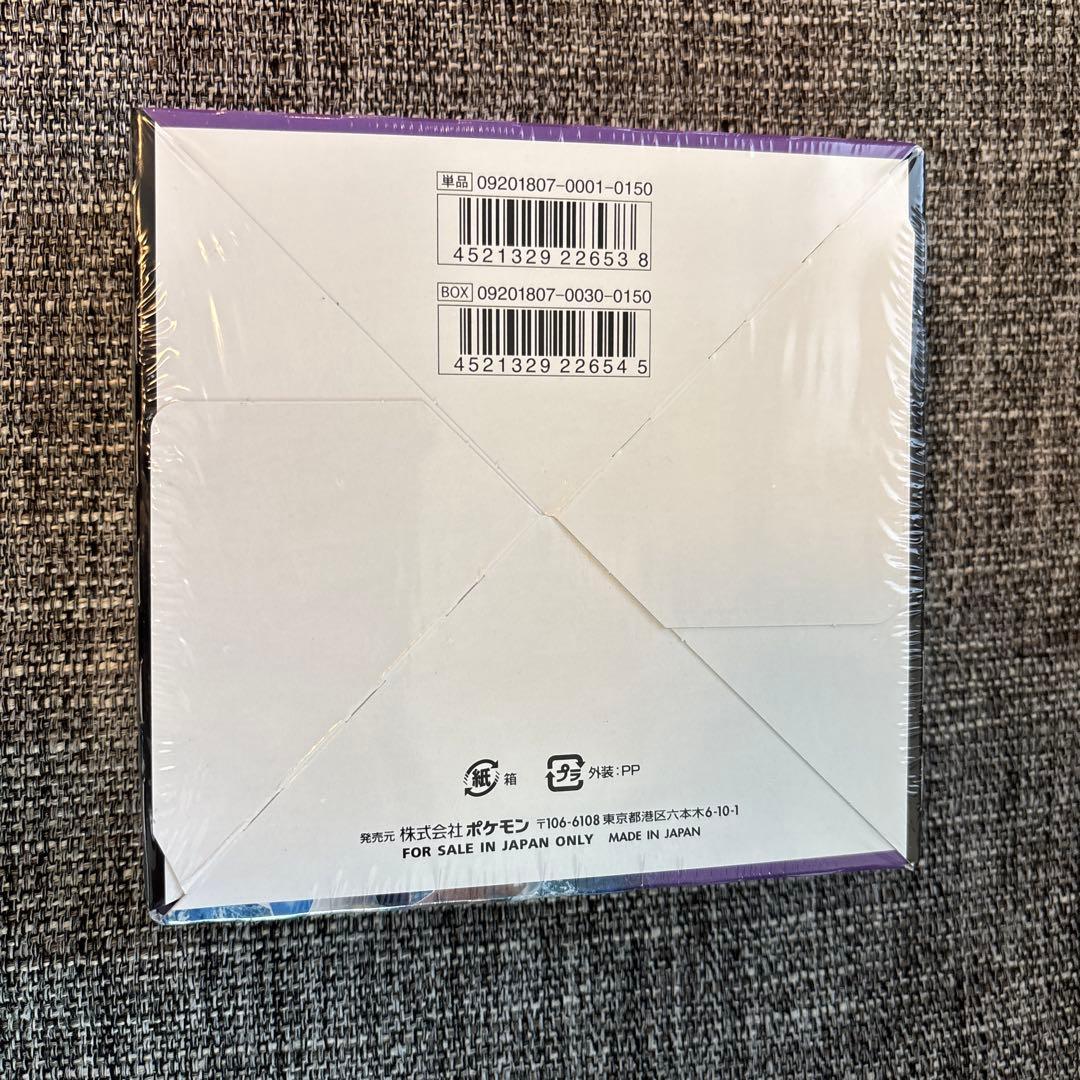 単品 09201807-0001-0150
4521329 22653 8
BOX 09201807-0030-0150
4521329 22654 5
紙 箱
プラ 外装:PP
発売元 株式会社 ポケモン 〒106-6108 東京都港区六本木6-10-1
FOR SALE IN JAPAN ONLY MADE IN JAPAN